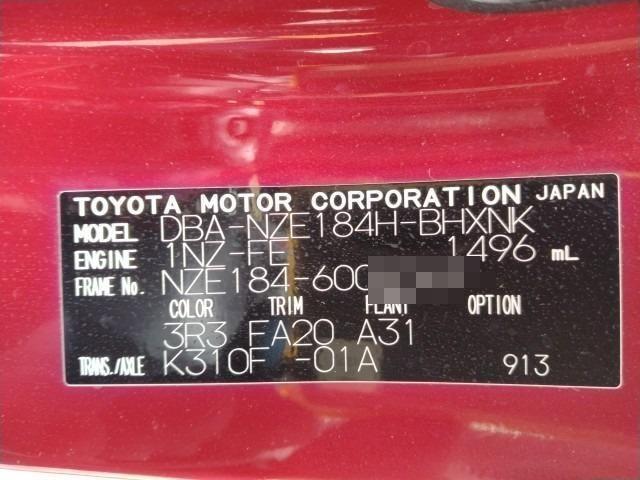 TOYOTA MOTOR CORPORATION JAPAN
MODEL DBA-NZE184H-BHXNK
ENGINE 1NZ-FE 1496 mL
FRAME No. NZE184-600
COLOR TRIM PLANT OPTION
3R3 FA20 A31
TRANS./AXLE K310F -01A 913